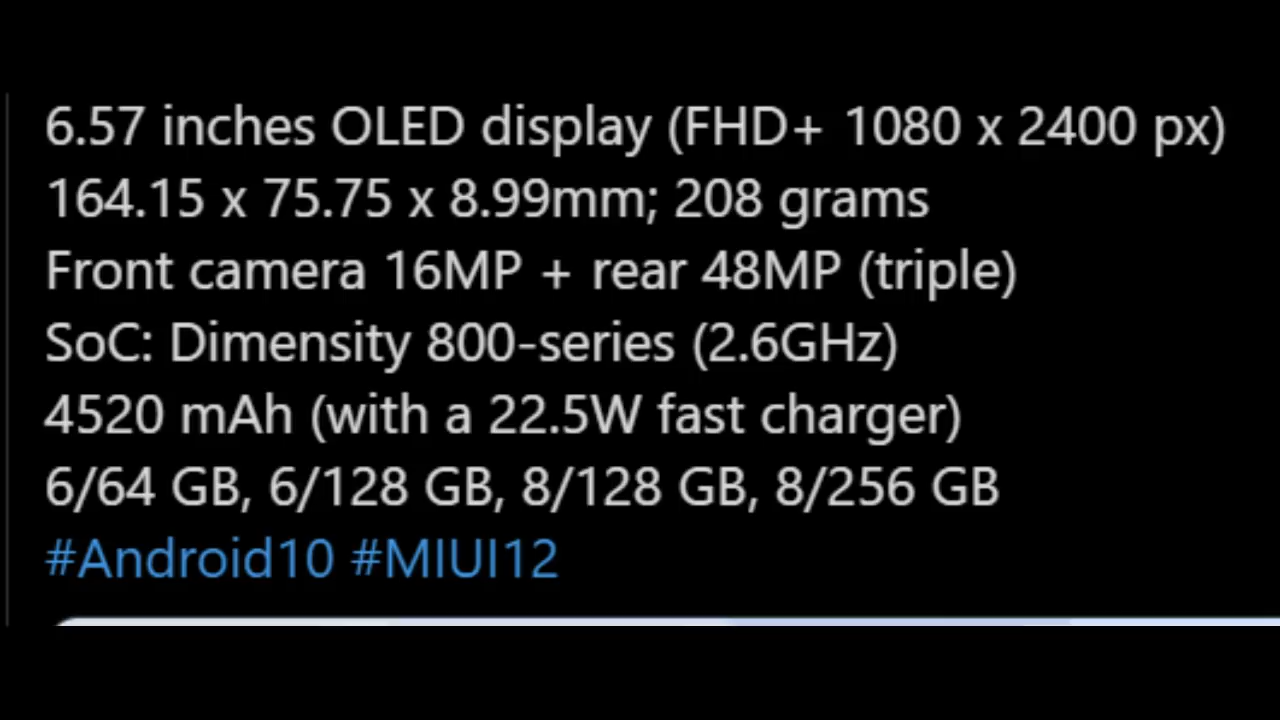 6.57 inches OLED display (FHD+ 1080 x 2400 px)
164.15 x 75.75 x 8.99mm; 208 grams
Front camera 16MP + rear 48MP (triple)
SoC: Dimensity 800-series (2.6GHz)
4520 mAh (with a 22.5W fast charger)
6/64 GB, 6/128 GB, 8/128 GB, 8/256 GB
#Android10 #MIUI12